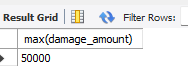 Result Grid Filter Rows:
max(damage_amount)
50000